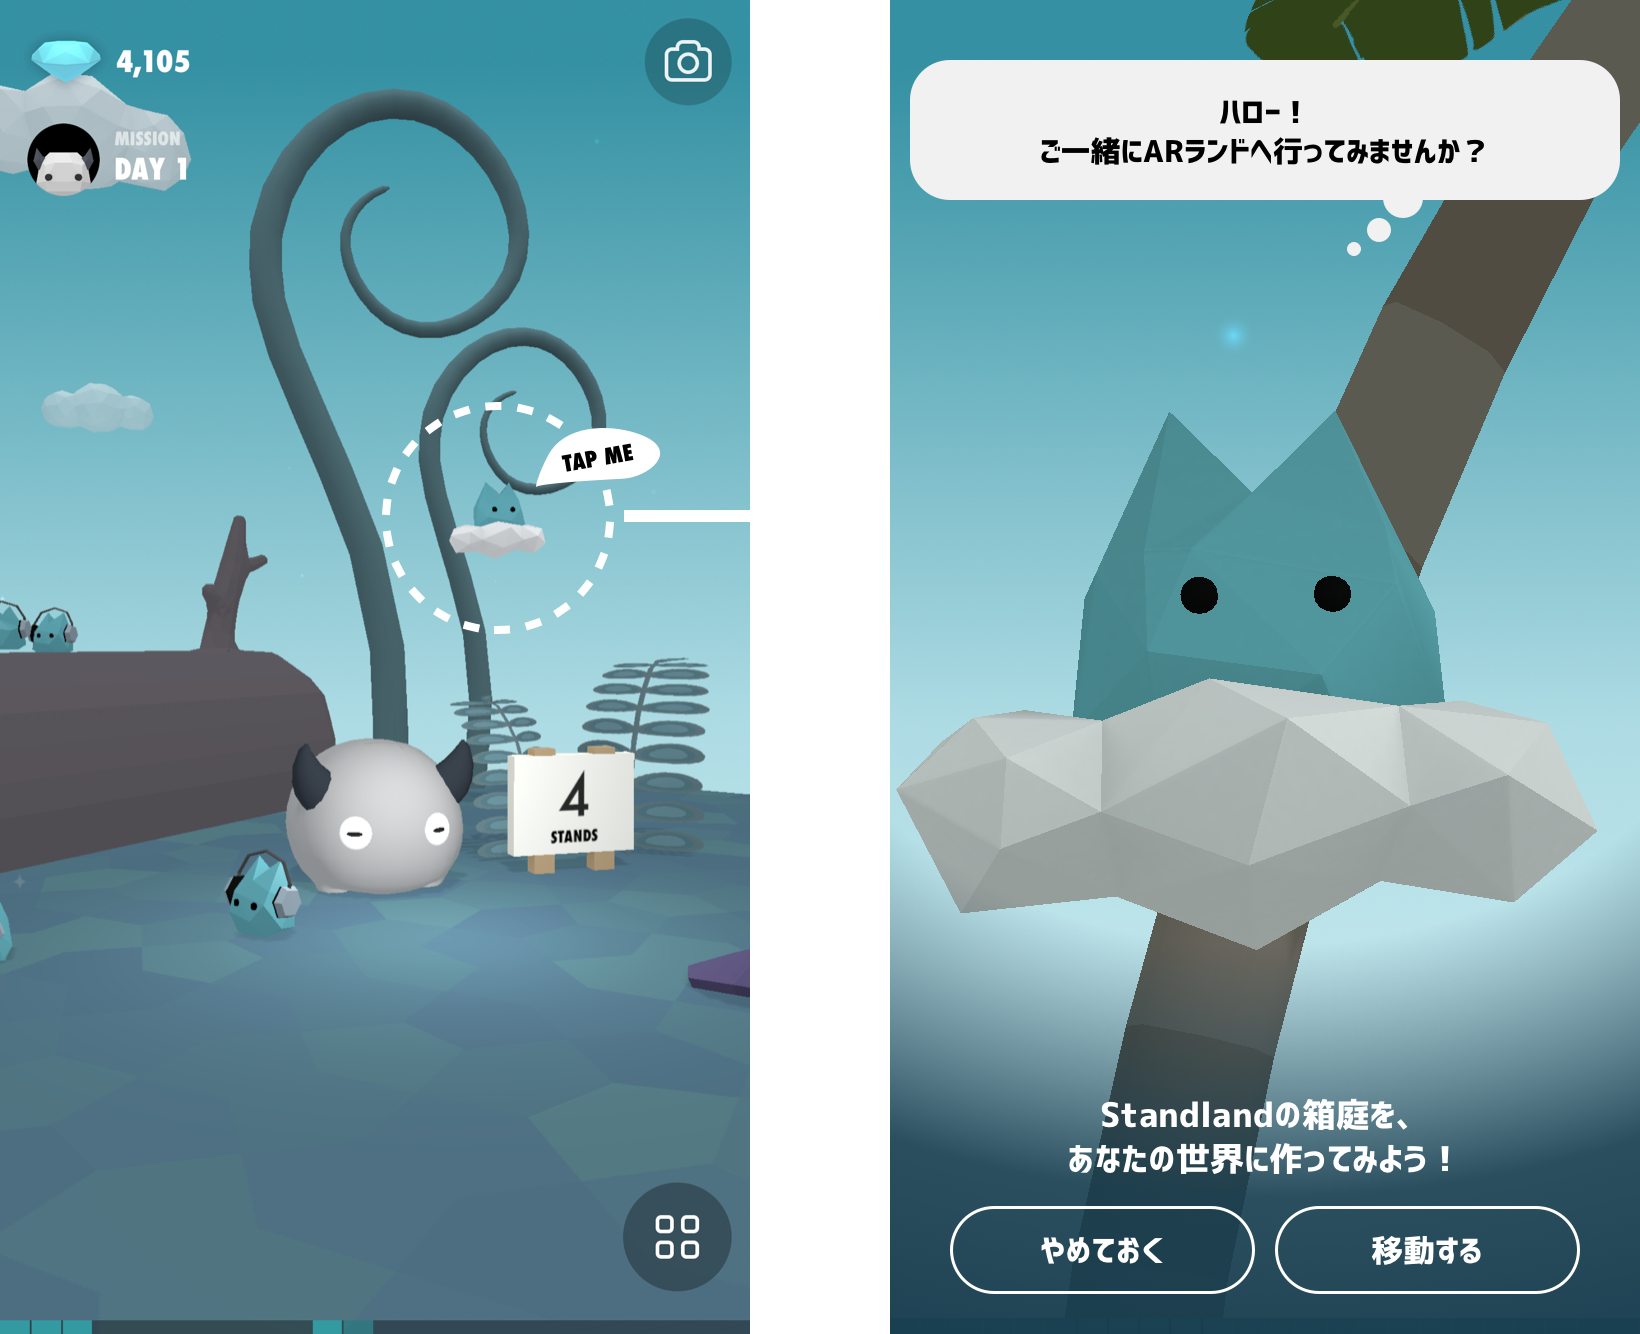 4,105
MISSION
DAY 1
TAP ME
4
STANDS
ハロー！
ご一緒にARランドへ行ってみませんか？
Standlandの箱庭を、
あなたの世界に作ってみよう！
やめておく
移動する